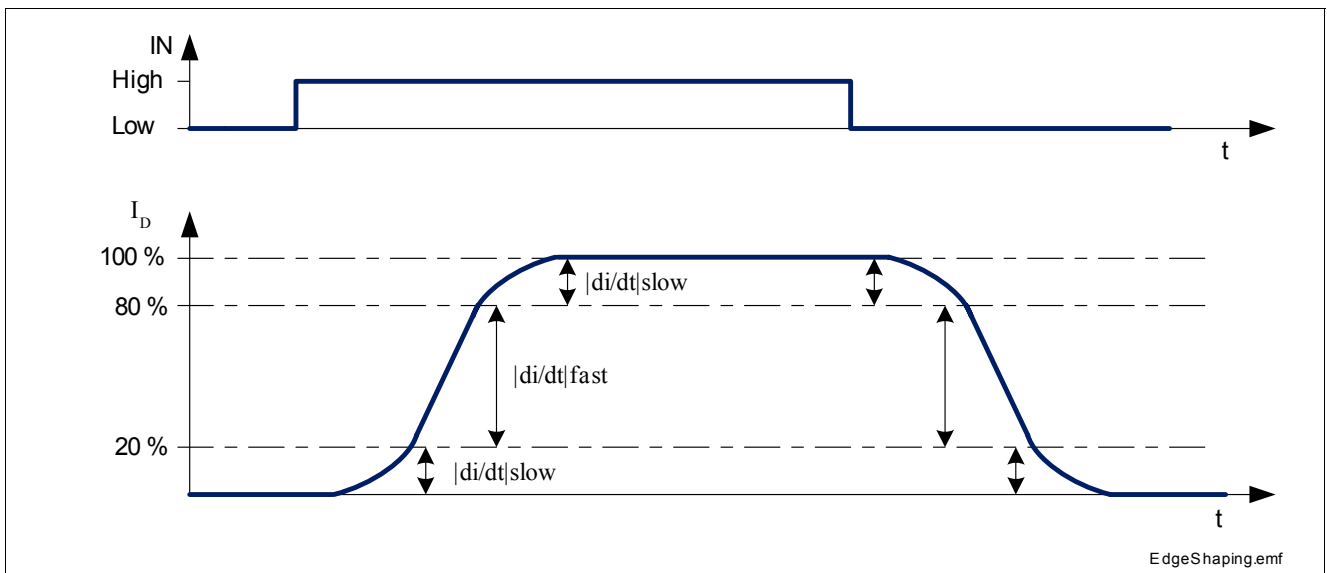 IN
High
Low
t
I_D
100 %
|di/dt|slow
80 %
|di/dt|fast
20 %
|di/dt|slow
t
EdgeShaping.emf